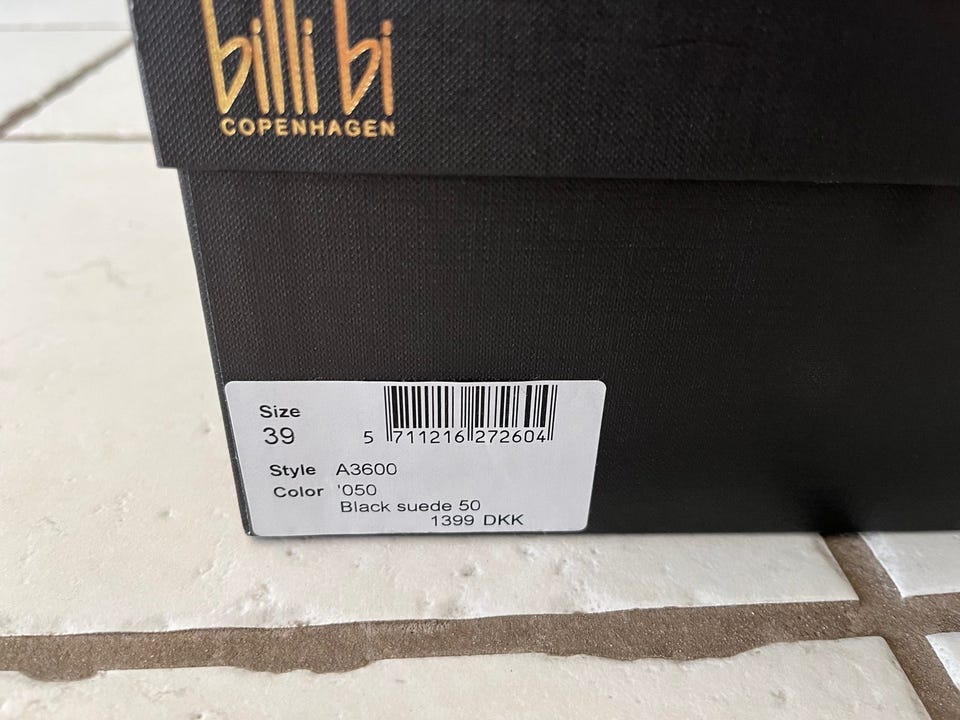 billi bi
COPENHAGEN
Size
39
5 711216 272604
Style A3600
Color '050
Black suede 50
1399 DKK